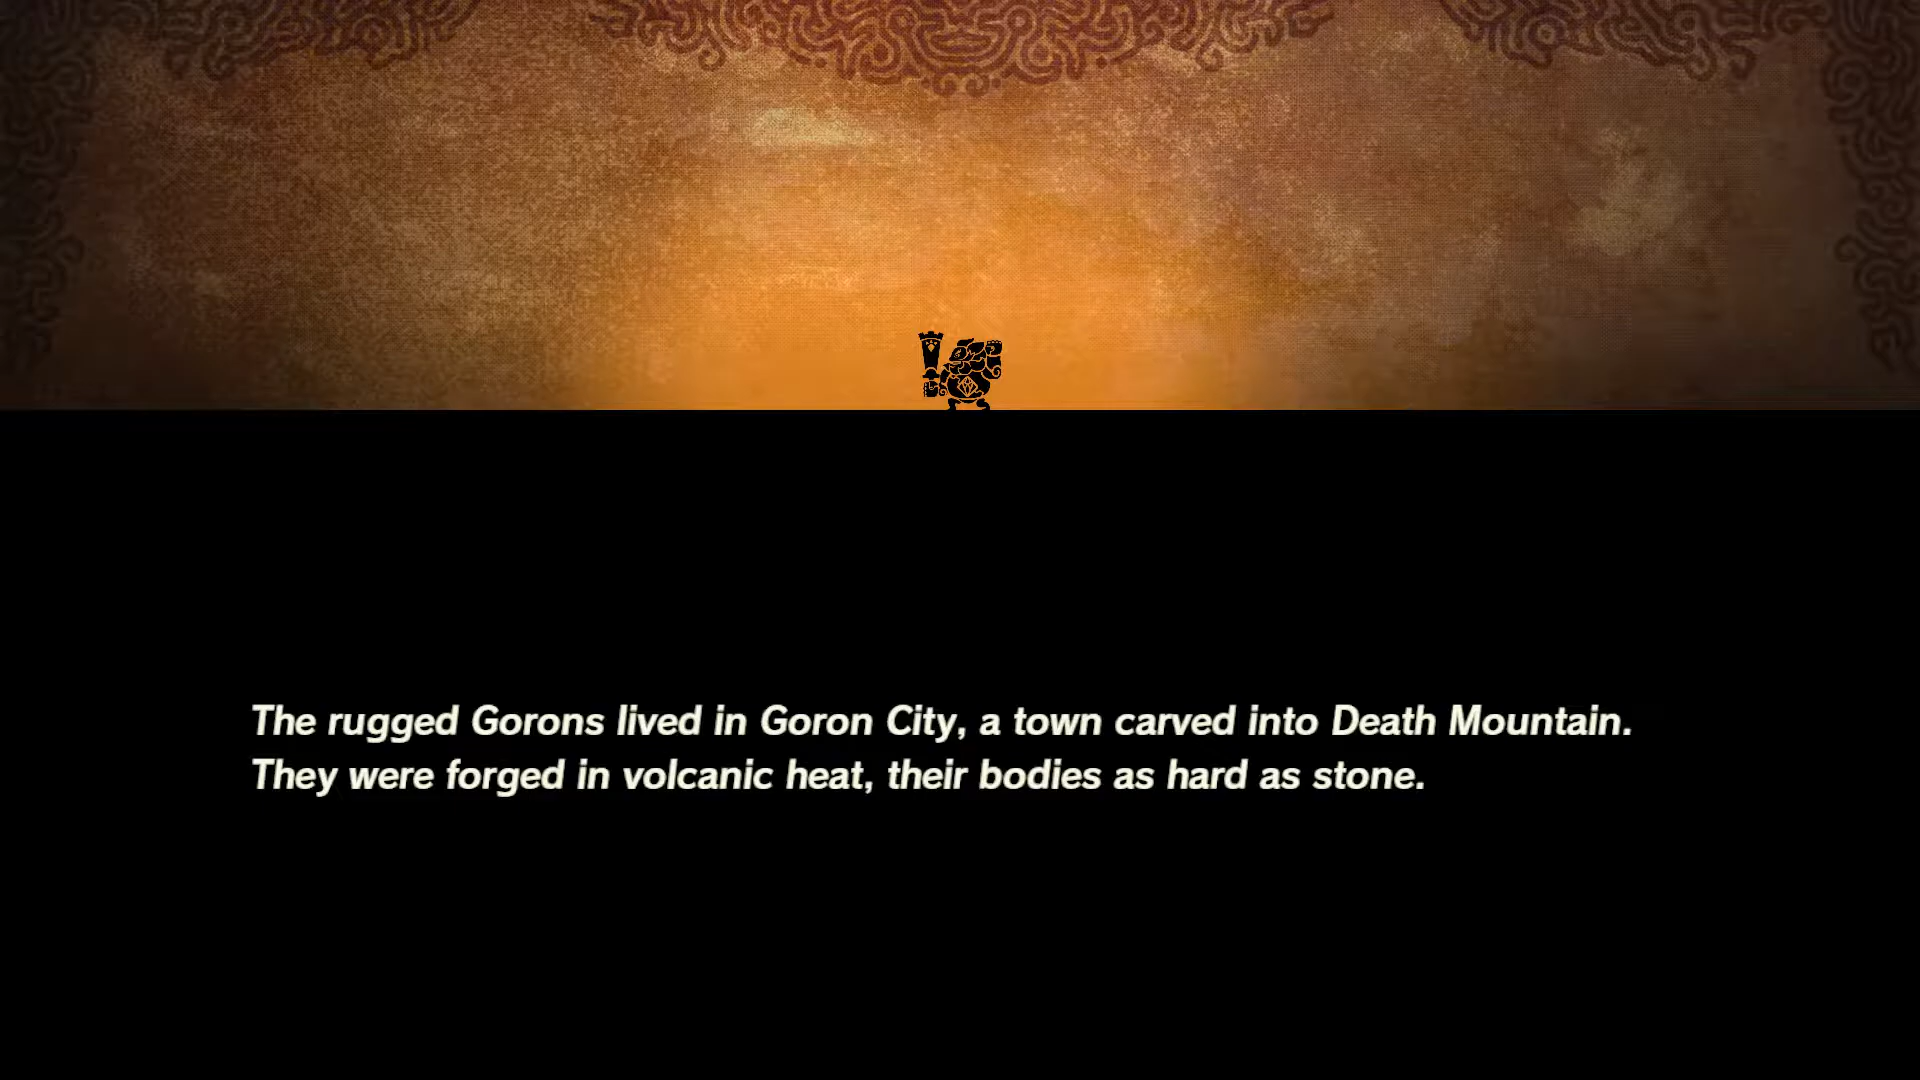 The rugged Gorons lived in Goron City, a town carved into Death Mountain.
They were forged in volcanic heat, their bodies as hard as stone.